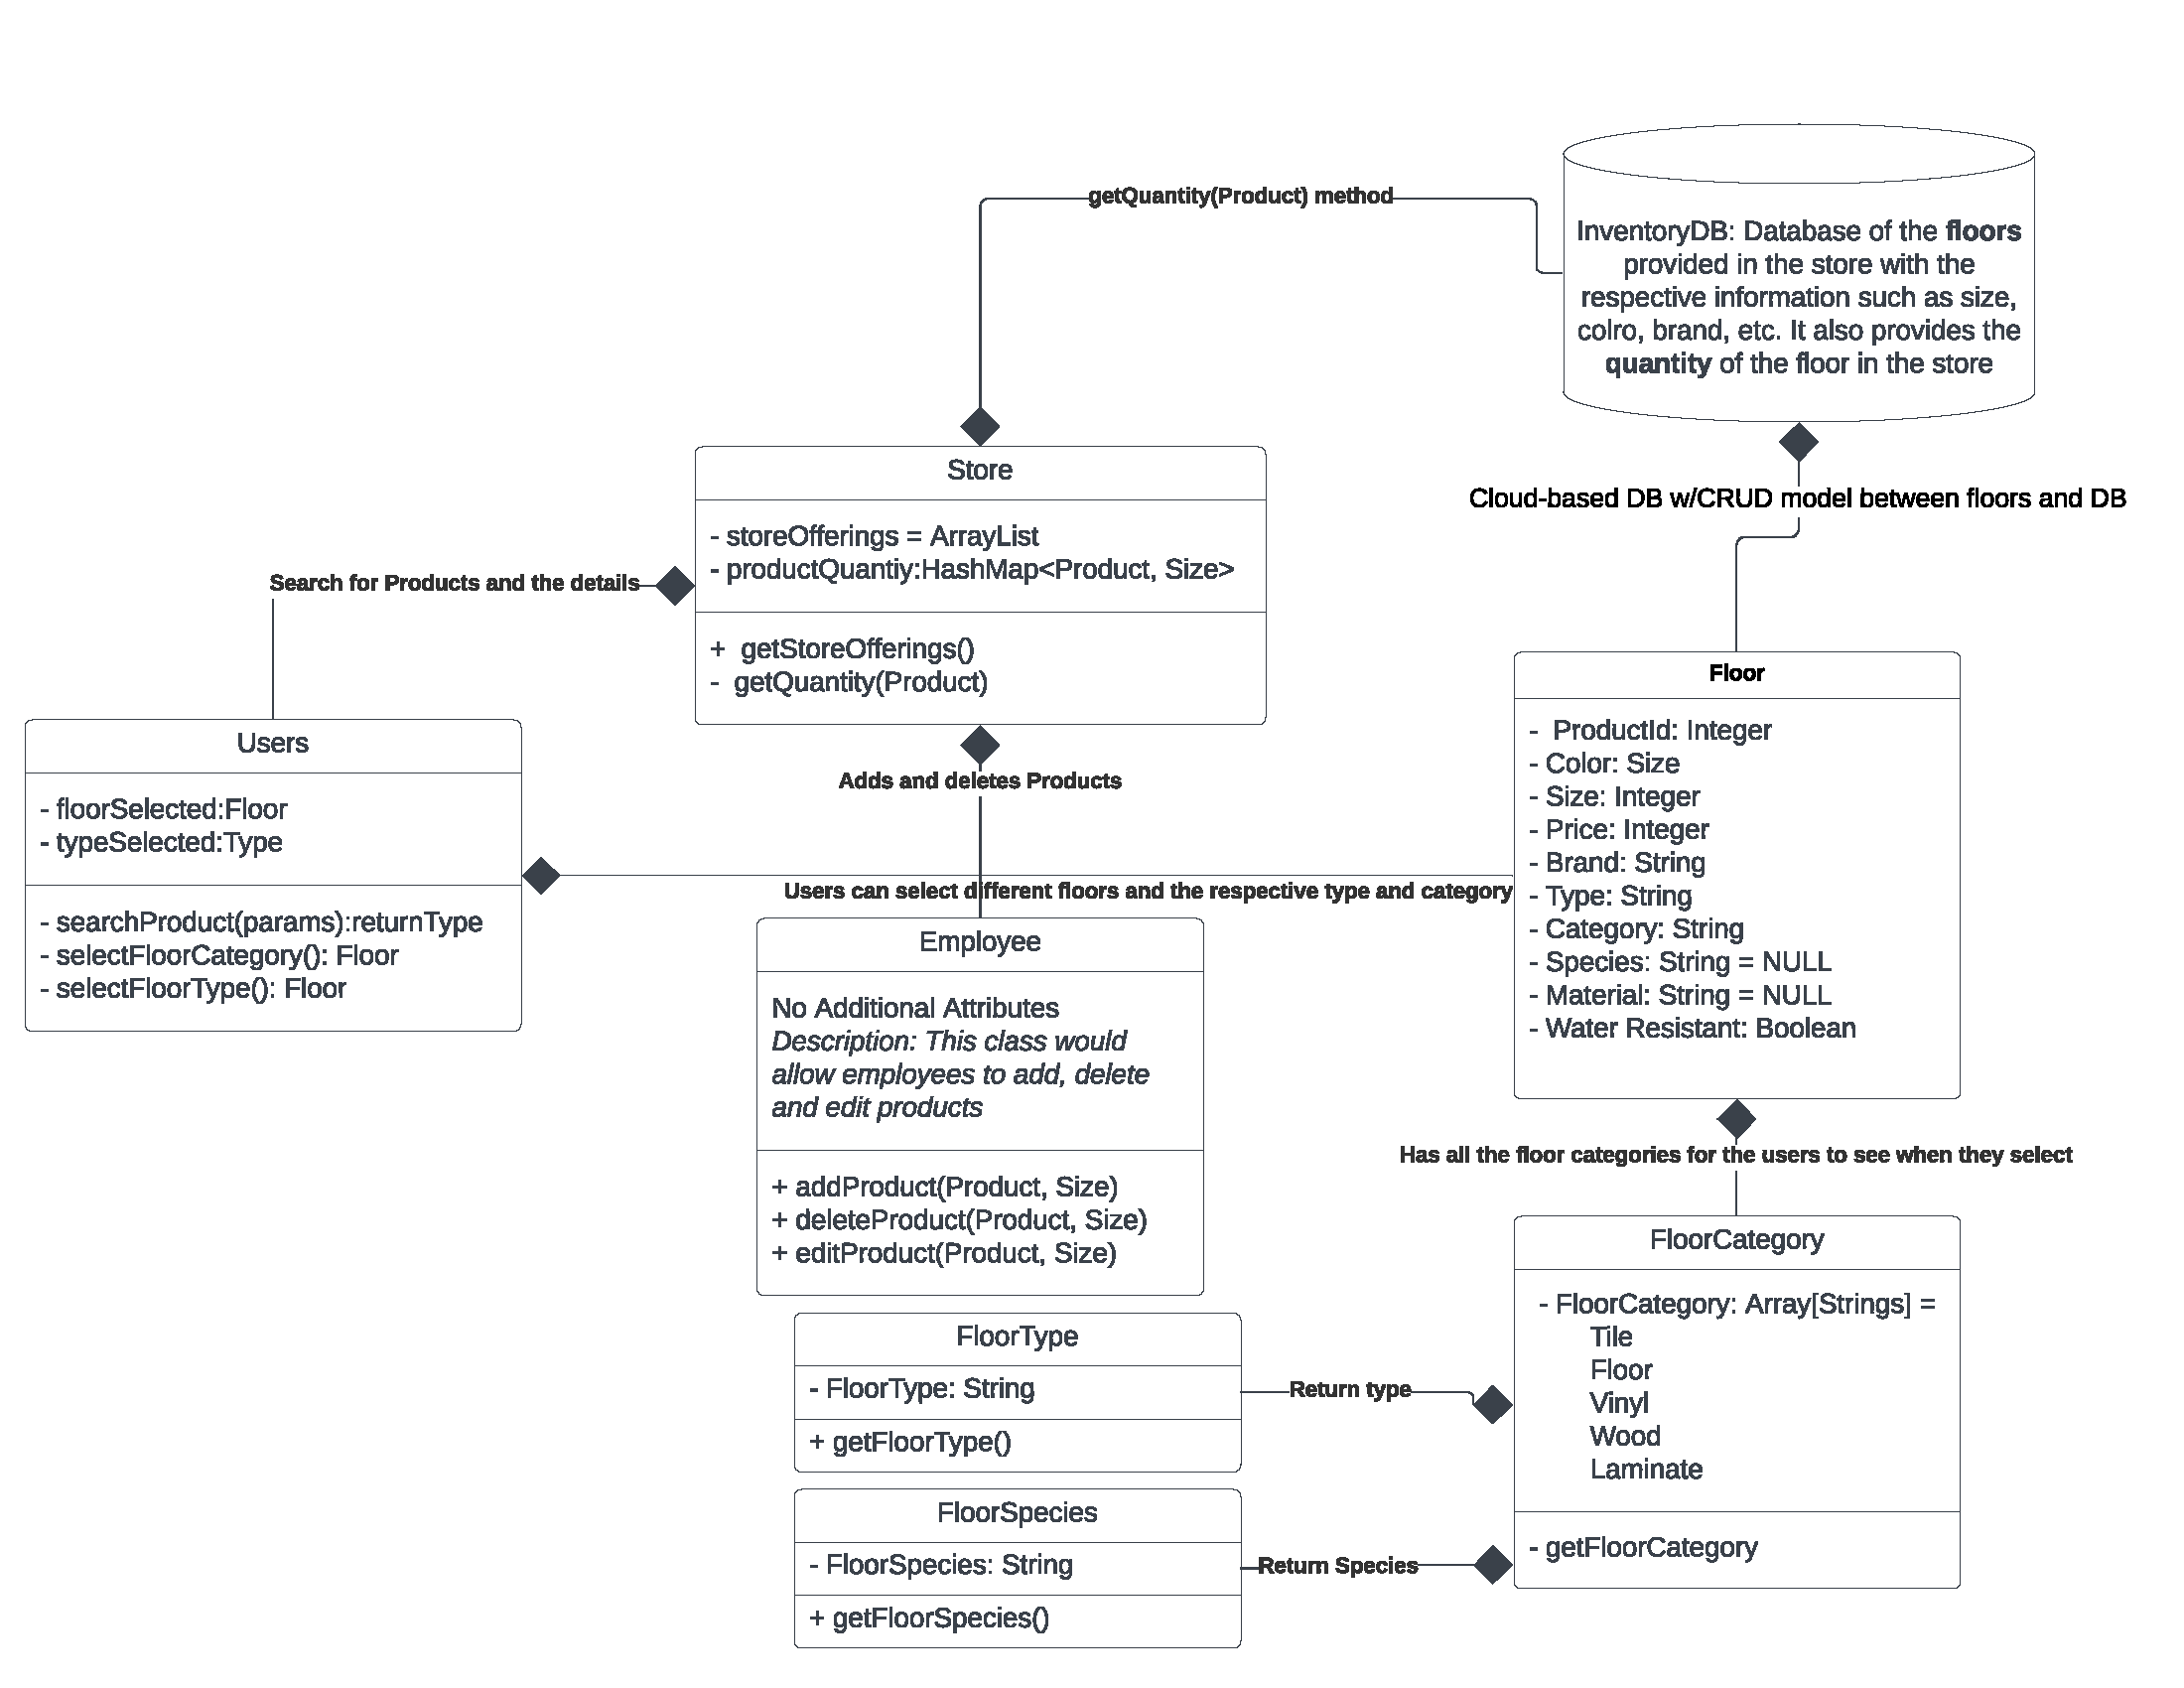 getQuantity(Product) method
InventoryDB: Database of the floors
provided in the store with the
respective information such as size,
colro, brand, etc. It also provides the
quantity of the floor in the store
Cloud-based DB w/CRUD model between floors and DB
Store
- storeOfferings = ArrayList
- productQuantiy:HashMap<Product, Size>
+ getStoreOfferings()
- getQuantity(Product)
Search for Products and the details
Users
- floorSelected:Floor
- typeSelected:Type
- searchProduct(params):returnType
- selectFloorCategory(): Floor
- selectFloorType(): Floor
Adds and deletes Products
Users can select different floors and the respective type and category
Floor
- ProductId: Integer
- Color: Size
- Size: Integer
- Price: Integer
- Brand: String
- Type: String
- Category: String
- Species: String = NULL
- Material: String = NULL
- Water Resistant: Boolean
Employee
No Additional Attributes
Description: This class would
allow employees to add, delete
and edit products
+ addProduct(Product, Size)
+ deleteProduct(Product, Size)
+ editProduct(Product, Size)
Has all the floor categories for the users to see when they select
FloorCategory
- FloorCategory: Array[Strings] =
Tile
Floor
Vinyl
Wood
Laminate
- getFloorCategory
FloorType
- FloorType: String
+ getFloorType()
Return type
FloorSpecies
- FloorSpecies: String
+ getFloorSpecies()
Return Species